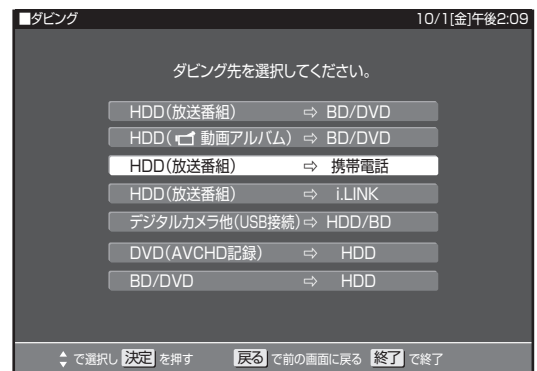 ■ダビング 10/1[金]午後2:09
ダビング先を選択してください。
HDD(放送番組) ⇨ BD/DVD
HDD( 動画アルバム) ⇨ BD/DVD
HDD(放送番組) ⇨ 携帯電話
HDD(放送番組) ⇨ i.LINK
デジタルカメラ他(USB接続)⇨ HDD/BD
DVD(AVCHD記録) ⇨ HDD
BD/DVD ⇨ HDD
で選択し 決定 を押す 戻る で前の画面に戻る 終了 で終了